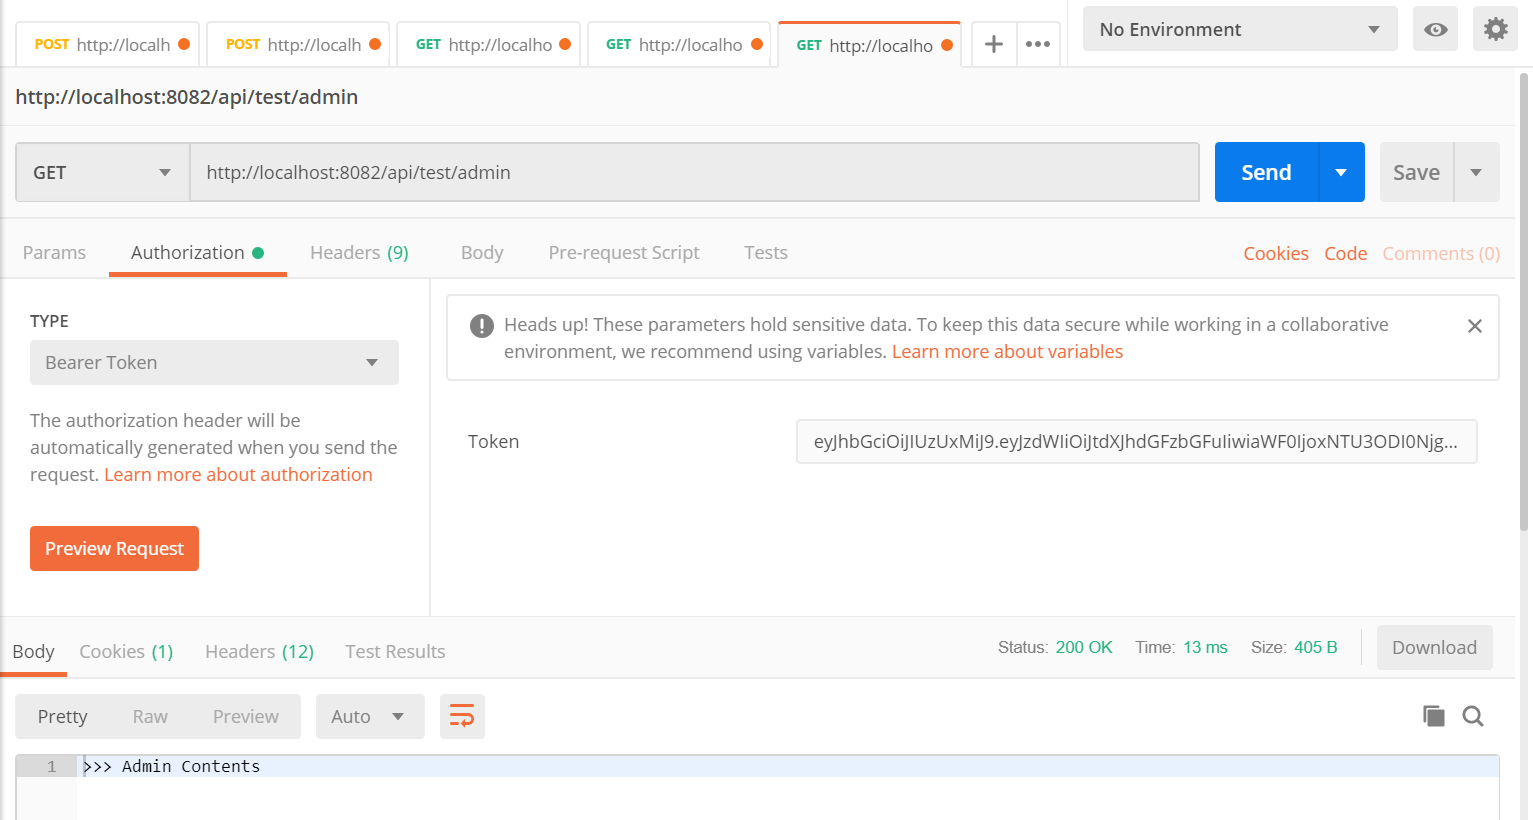 POST http://localh
POST http://localh
GET http://localho
GET http://localho
GET http://localho
No Environment
http://localhost:8082/api/test/admin
GET
http://localhost:8082/api/test/admin
Send
Save
Params
Authorization
Headers (9)
Body
Pre-request Script
Tests
Cookies
Code
Comments (0)
TYPE
Bearer Token
The authorization header will be
automatically generated when you send the
request. Learn more about authorization
Preview Request
Heads up! These parameters hold sensitive data. To keep this data secure while working in a collaborative
environment, we recommend using variables. Learn more about variables
Token
eyJhbGciOiJIUzUxMiJ9.eyJzdWIiOiJtdXJhdGFzbGFuIiwiaWF0IjoxNTU3ODI0Njg...
Body
Cookies (1)
Headers (12)
Test Results
Status: 200 OK
Time: 13 ms
Size: 405 B
Download
Pretty
Raw
Preview
Auto
1 >>> Admin Contents